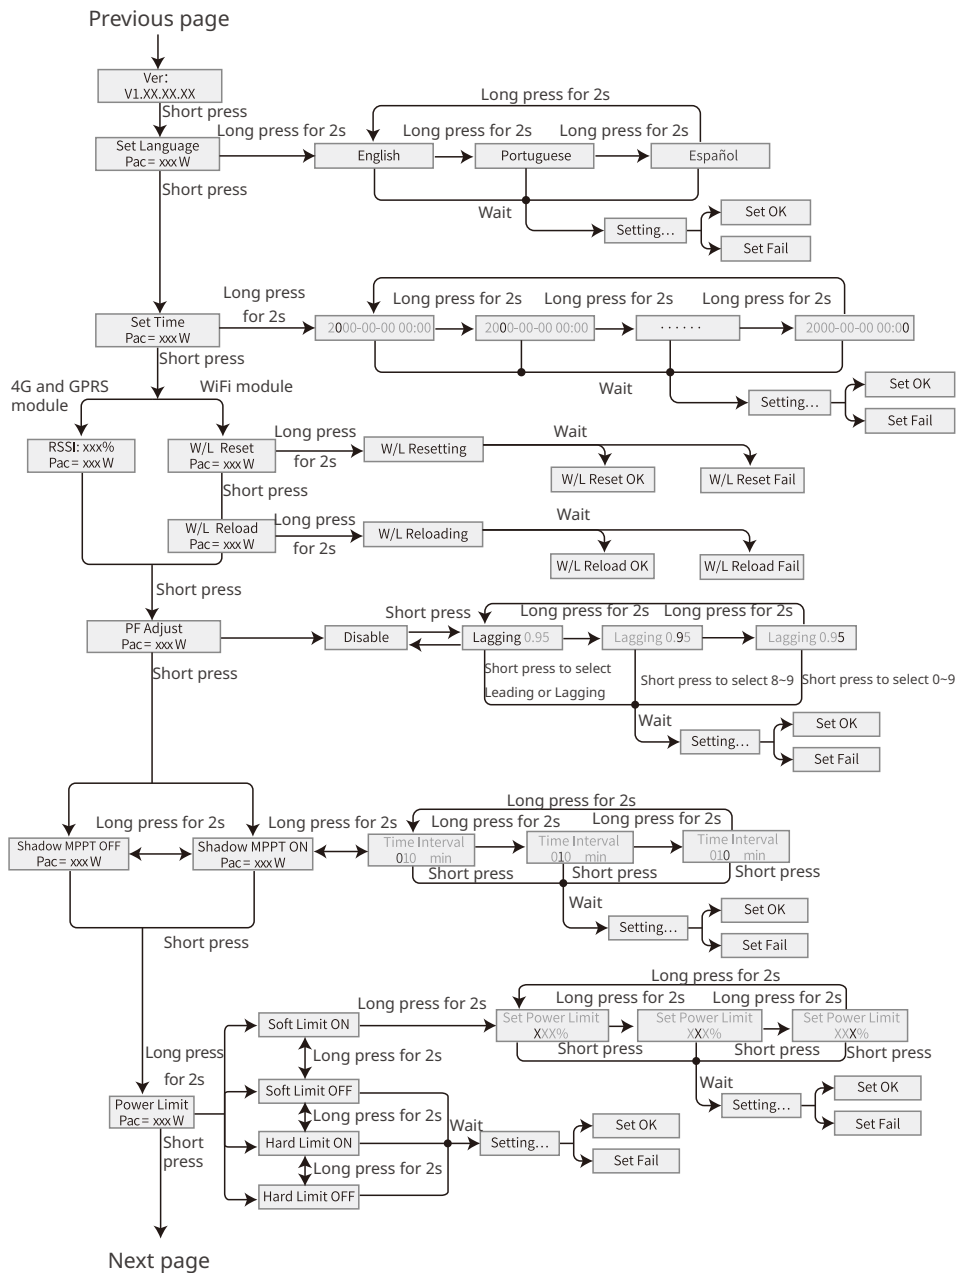 Previous page
Ver:
V1.XX.XX.XX
Short press
Long press for 2s
Long press for 2s
Long press for 2s
Long press for 2s
Set Language
Pac= xxx W
English
Portuguese
Español
Short press
Wait
Setting...
Set OK
Set Fail
Long press
for 2s
Long press for 2s
Long press for 2s
Long press for 2s
Set Time
Pac= xxx W
2000-00-00 00:00
2000-00-00 00:00
......
2000-00-00 00:00
Short press
Wait
Setting...
Set OK
Set Fail
4G and GPRS
module
WiFi module
RSSI: xxx%
Pac= xxx W
W/L Reset
Pac= xxx W
Long press
for 2s
W/L Resetting
Wait
W/L Reset OK
W/L Reset Fail
Short press
W/L Reload
Pac= xxx W
Long press
for 2s
W/L Reloading
Wait
W/L Reload OK
W/L Reload Fail
Short press
PF Adjust
Pac= xxx W
Disable
Short press
Long press for 2s
Long press for 2s
Lagging 0.95
Lagging 0.95
Lagging 0.95
Short press
Short press to select
Leading or Lagging
Short press to select 8~9
Short press to select 0~9
Wait
Setting...
Set OK
Set Fail
Long press for 2s
Long press for 2s
Long press for 2s
Long press for 2s
Long press for 2s
Shadow MPPT OFF
Pac= xxx W
Shadow MPPT ON
Pac= xxx W
Time Interval
010 min
Time Interval
010 min
Time Interval
010 min
Short press
Short press
Short press
Wait
Setting...
Set OK
Set Fail
Short press
Long press for 2s
Long press for 2s
Long press for 2s
Long press for 2s
Soft Limit ON
Set Power Limit
XXX%
Set Power Limit
XXX%
Set Power Limit
XXX%
Short press
Short press
Short press
Long press
for 2s
Long press for 2s
Soft Limit OFF
Wait
Setting...
Set OK
Set Fail
Power Limit
Pac= xxx W
Long press for 2s
Hard Limit ON
Wait
Setting...
Set OK
Set Fail
Short
press
Long press for 2s
Hard Limit OFF
Next page